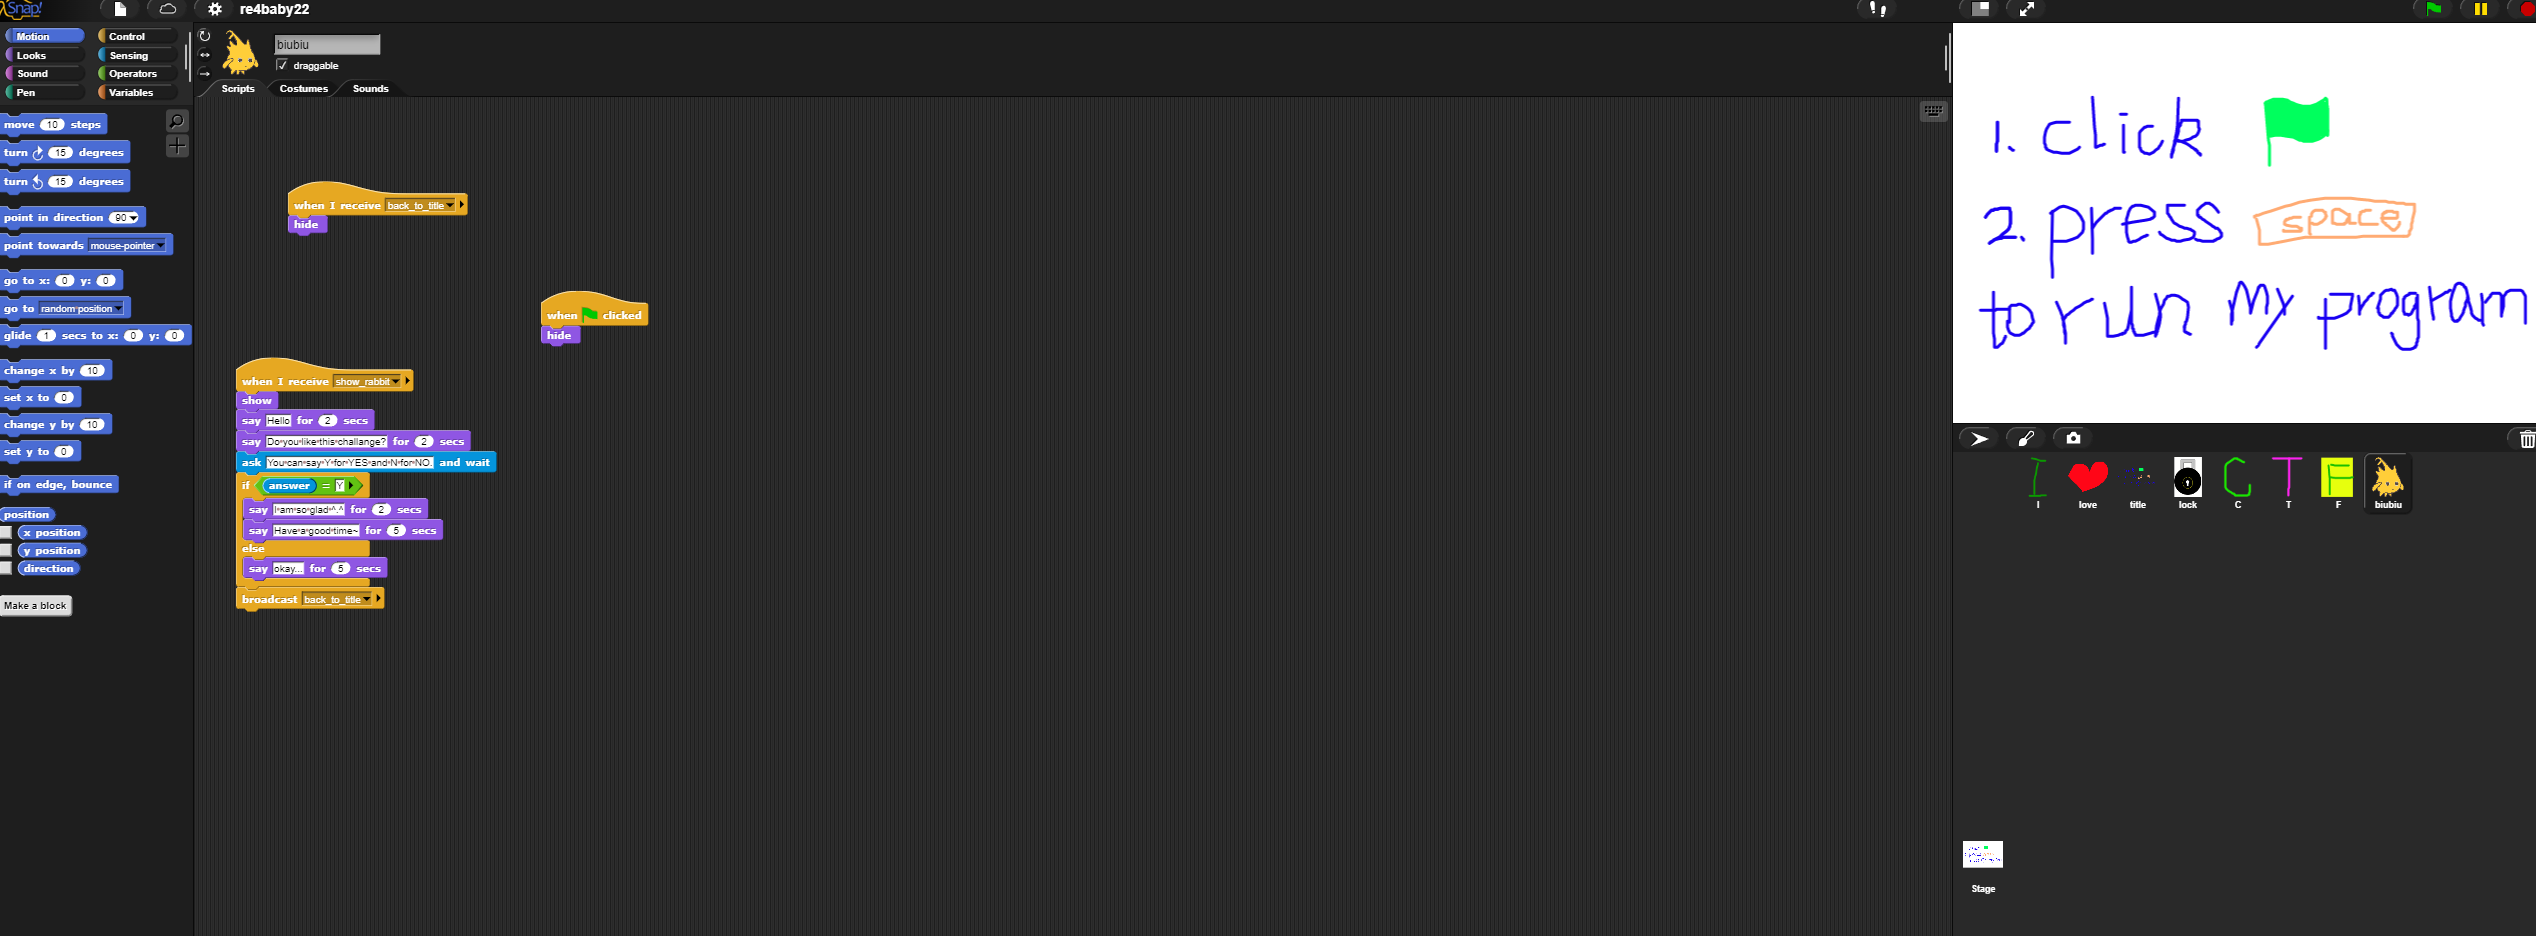 Snap!
re4baby22
Motion
Control
Looks
Sensing
Sound
Operators
Pen
Variables
move 10 steps
turn 15 degrees
turn 15 degrees
point in direction 90
point towards mouse-pointer
go to x: 0 y: 0
go to random position
glide 1 secs to x: 0 y: 0
change x by 10
set x to 0
change y by 10
set y to 0
if on edge, bounce
position
x position
y position
direction
Make a block
biubiu
draggable
Scripts
Costumes
Sounds
when I receive back_to_title
hide
when clicked
hide
when I receive show_rabbit
show
say Hello for 2 secs
say Do you like this challange? for 2 secs
ask You can say Y for YES and N for NO. and wait
if answer = Y
say I am so glad ^.^ for 2 secs
say Have a good time~ for 5 secs
else
say okay... for 5 secs
broadcast back_to_title
1. click
2. press space
to run my program
I
love
title
lock
C
T
F
biubiu
I
C
T
F
Stage